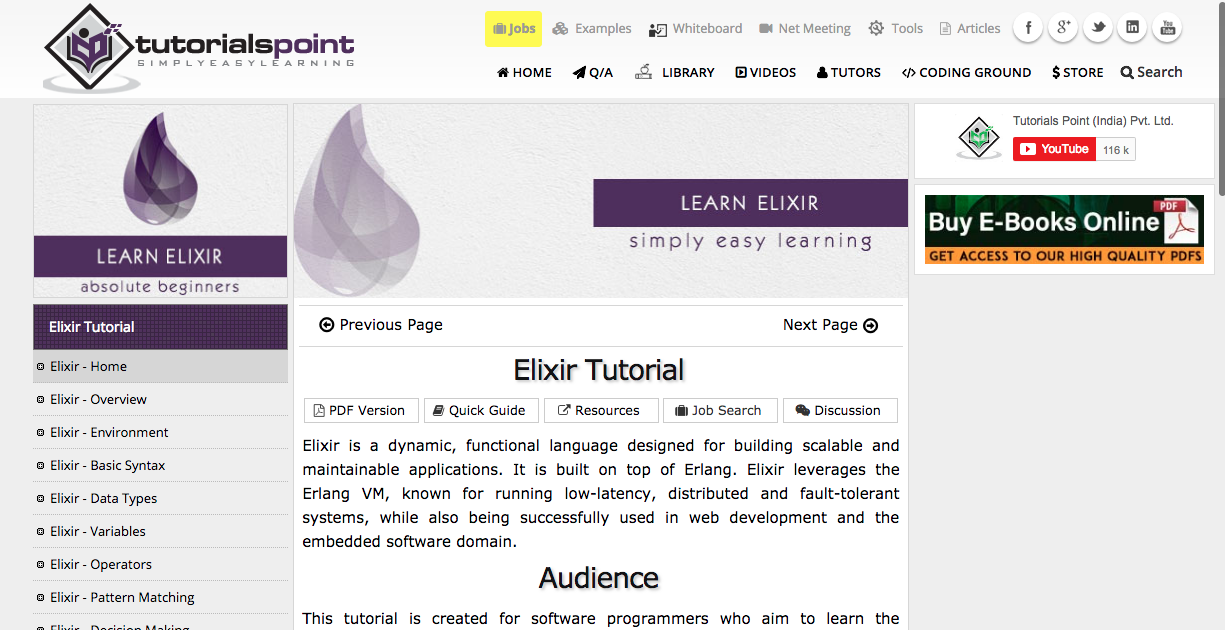 tutorialspoint
SIMPLYEASYLEARNING
Jobs
Examples
Whiteboard
Net Meeting
Tools
Articles
f
g+
in
You
Tube
HOME
Q/A
LIBRARY
VIDEOS
TUTORS
CODING GROUND
$ STORE
Search
LEARN ELIXIR
absolute beginners
Elixir Tutorial
Elixir - Home
Elixir - Overview
Elixir - Environment
Elixir - Basic Syntax
Elixir - Data Types
Elixir - Variables
Elixir - Operators
Elixir - Pattern Matching
Elixir - Decision Making
LEARN ELIXIR
simply easy learning
Previous Page
Next Page
Elixir Tutorial
PDF Version
Quick Guide
Resources
Job Search
Discussion
Elixir is a dynamic, functional language designed for building scalable and
maintainable applications. It is built on top of Erlang. Elixir leverages the
Erlang VM, known for running low-latency, distributed and fault-tolerant
systems, while also being successfully used in web development and the
embedded software domain.
Audience
This tutorial is created for software programmers who aim to learn the
Tutorials Point (India) Pvt. Ltd.
YouTube
116 k
Buy E-Books Online
PDF
GET ACCESS TO OUR HIGH QUALITY PDFS